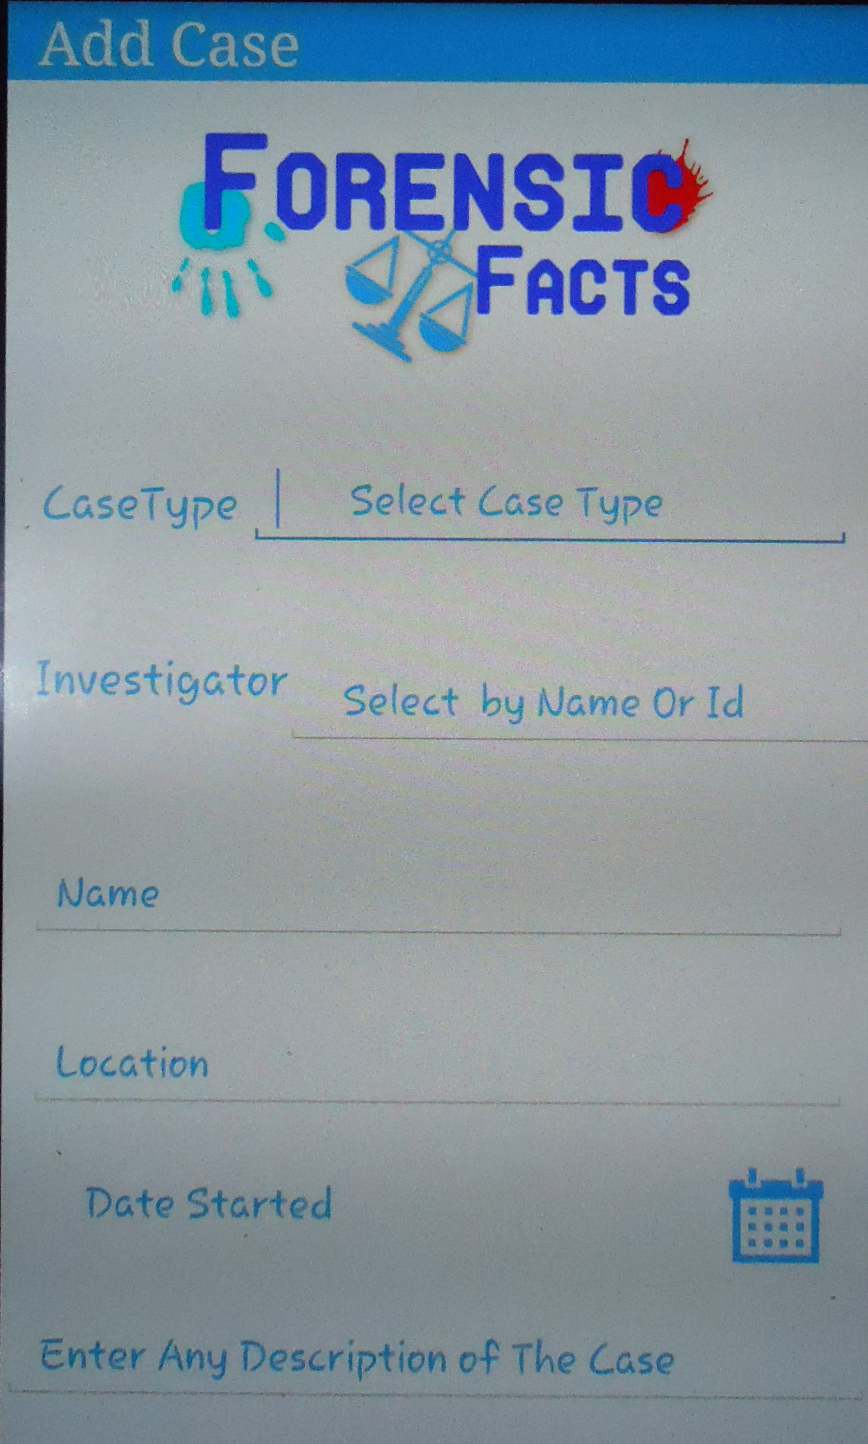 Add Case
FORENSIC
FACTS
CaseType Select Case Type
Investigator Select by Name Or Id
Name
Location
Date Started
Enter Any Description of The Case